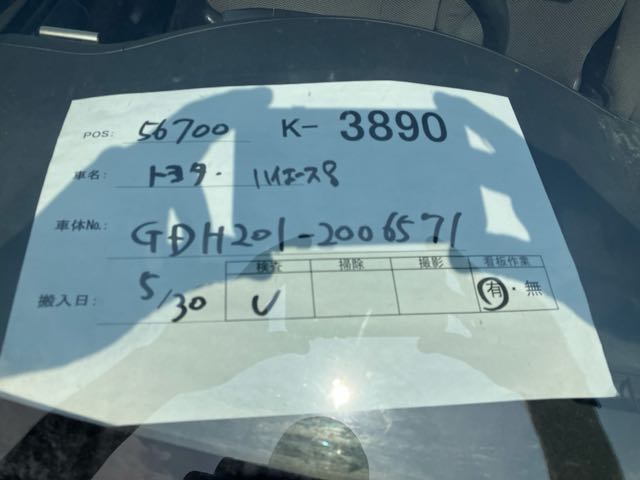 POS: 56700 K- 3890
車名: トヨタ・ ハイエース
車体No.: GDH201-2006571
検査 掃除 撮影 看板作業
搬入日: 5/30 レ 有・無